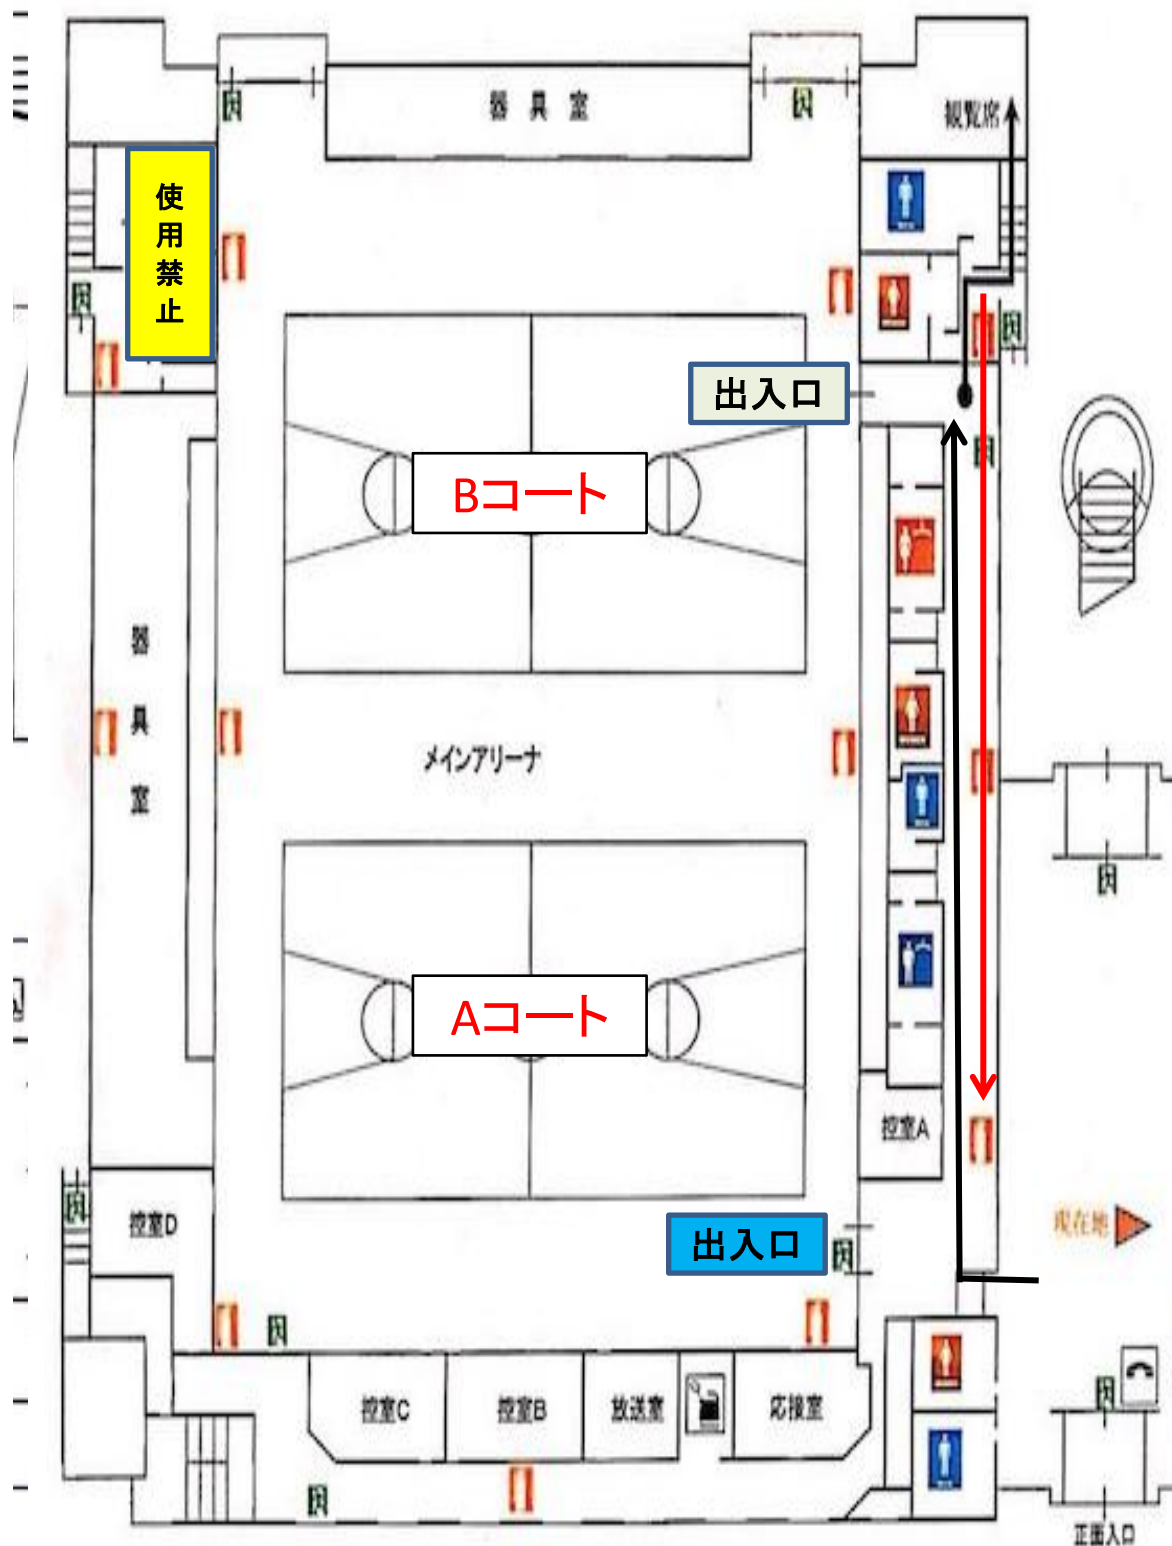 器具室
観覧席
使用禁止
出入口
Bコート
器具室
メインアリーナ
Aコート
控室A
現在地
控室D
出入口
控室C
控室B
放送室
応接室
正面入口